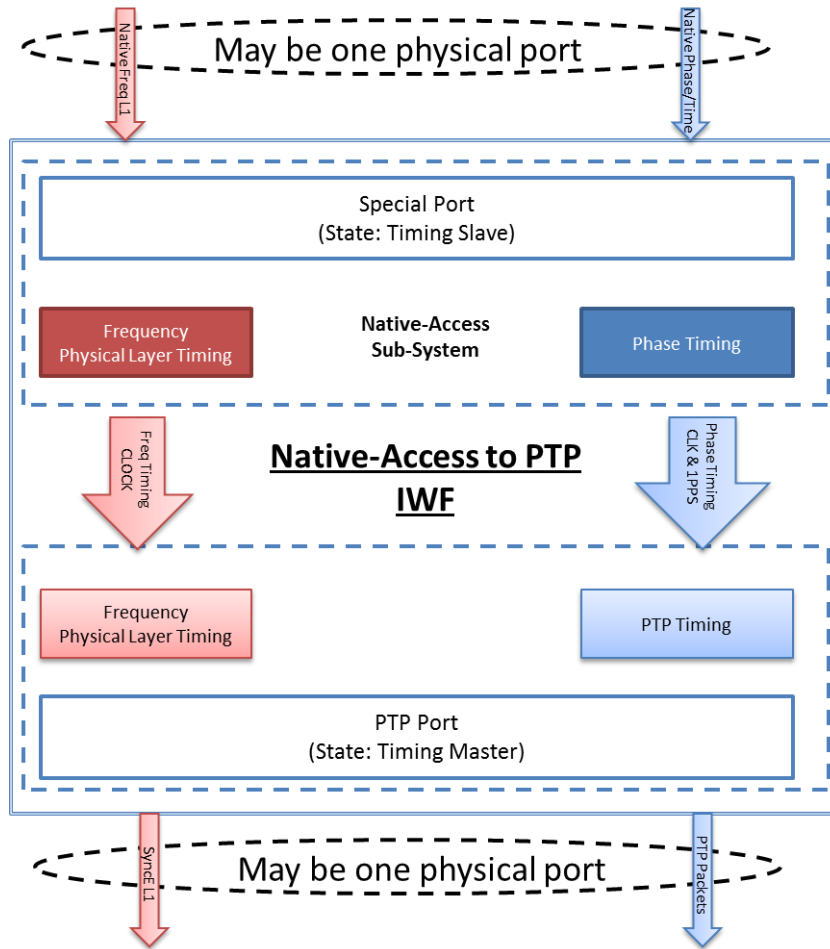 May be one physical port
Native Freq L1
Native Phase/Time
Special Port
(State: Timing Slave)
Frequency
Physical Layer Timing
Native-Access
Sub-System
Phase Timing
Freq Timing
CLOCK
Native-Access to PTP
IWF
Phase Timing
CLK & 1PPS
Frequency
Physical Layer Timing
PTP Timing
PTP Port
(State: Timing Master)
SyncE L1
May be one physical port
PTP Packets